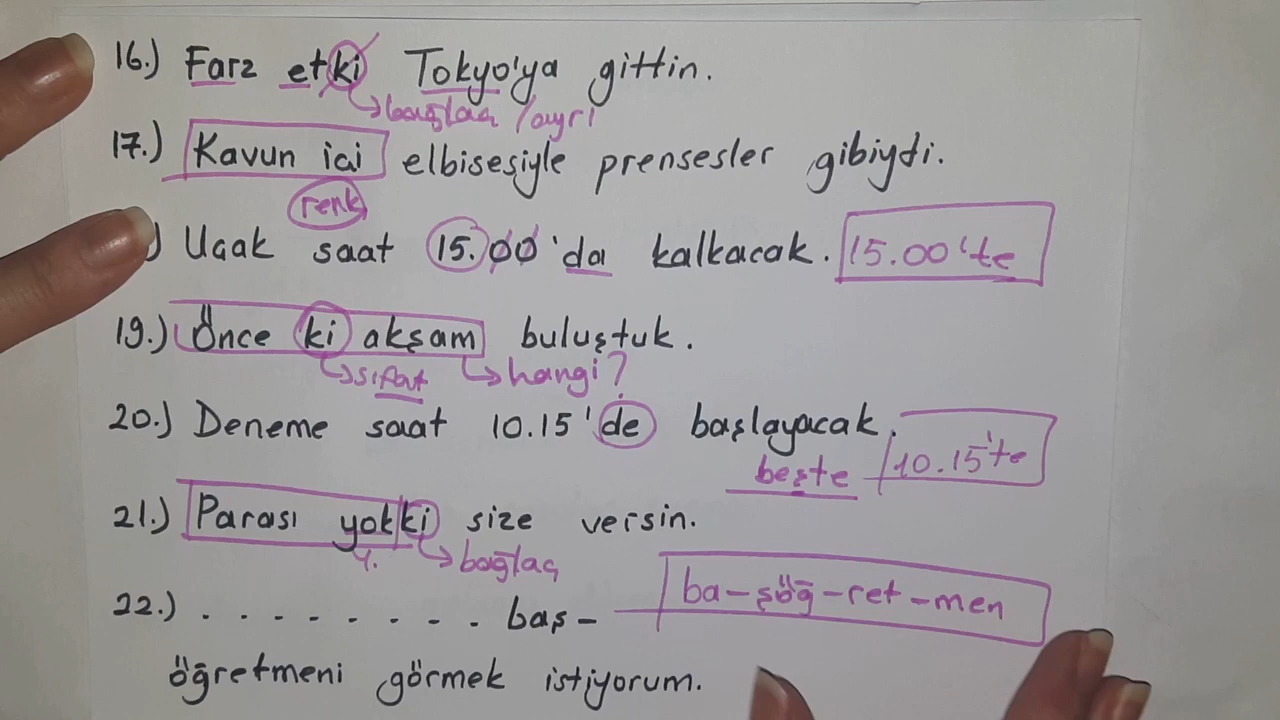 16.) Farz etki Tokyo'ya gittin.
bağlaç / ayrı
17.) Kavun içi elbisesiyle prensesler gibiydi.
renk
) Uçak saat 15.00'da kalkacak. 15.00'te
19.) Önce ki akşam buluştuk.
sıfat hangi?
20.) Deneme saat 10.15'de başlayacak.
beşte 10.15'te
21.) Parası yokki size versin.
bağlaç
22.) . . . . . . . . . baş- ba-şöğ-ret-men
öğretmeni görmek istiyorum.